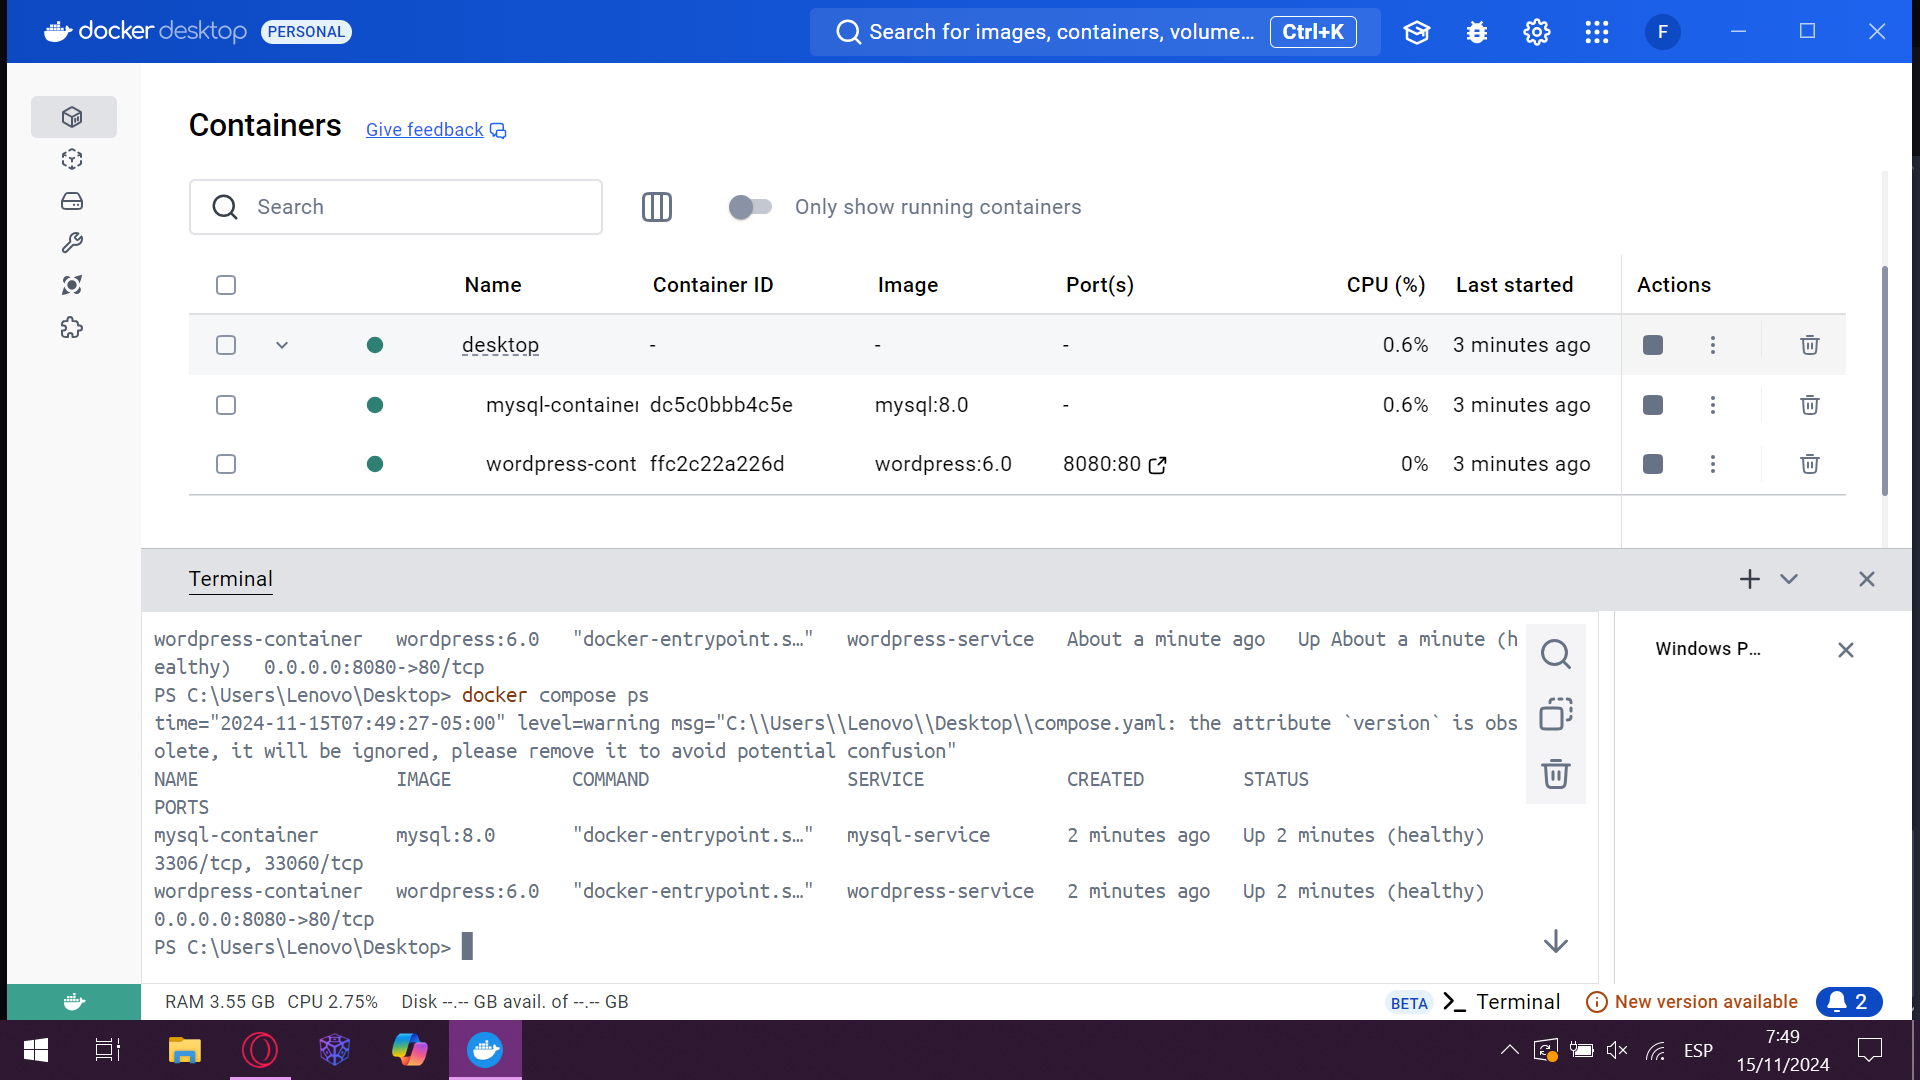 docker desktop PERSONAL Search for images, containers, volume... Ctrl+K F
Containers Give feedback
Search Only show running containers
Name Container ID Image Port(s) CPU (%) Last started Actions
desktop - - - 0.6% 3 minutes ago
mysql-container dc5c0bbb4c5e mysql:8.0 - 0.6% 3 minutes ago
wordpress-cont ffc2c22a226d wordpress:6.0 8080:80 0% 3 minutes ago
Terminal
wordpress-container wordpress:6.0 "docker-entrypoint.s…" wordpress-service About a minute ago Up About a minute (h
ealthy) 0.0.0.0:8080->80/tcp
PS C:\Users\Lenovo\Desktop> docker compose ps
time="2024-11-15T07:49:27-05:00" level=warning msg="C:\\Users\\Lenovo\\Desktop\\compose.yaml: the attribute `version` is obs
olete, it will be ignored, please remove it to avoid potential confusion"
NAME IMAGE COMMAND SERVICE CREATED STATUS
PORTS
mysql-container mysql:8.0 "docker-entrypoint.s…" mysql-service 2 minutes ago Up 2 minutes (healthy)
3306/tcp, 33060/tcp
wordpress-container wordpress:6.0 "docker-entrypoint.s…" wordpress-service 2 minutes ago Up 2 minutes (healthy)
0.0.0.0:8080->80/tcp
PS C:\Users\Lenovo\Desktop>
Windows P...
RAM 3.55 GB CPU 2.75% Disk --.-- GB avail. of --.-- GB BETA Terminal New version available 2
ESP 7:49
15/11/2024